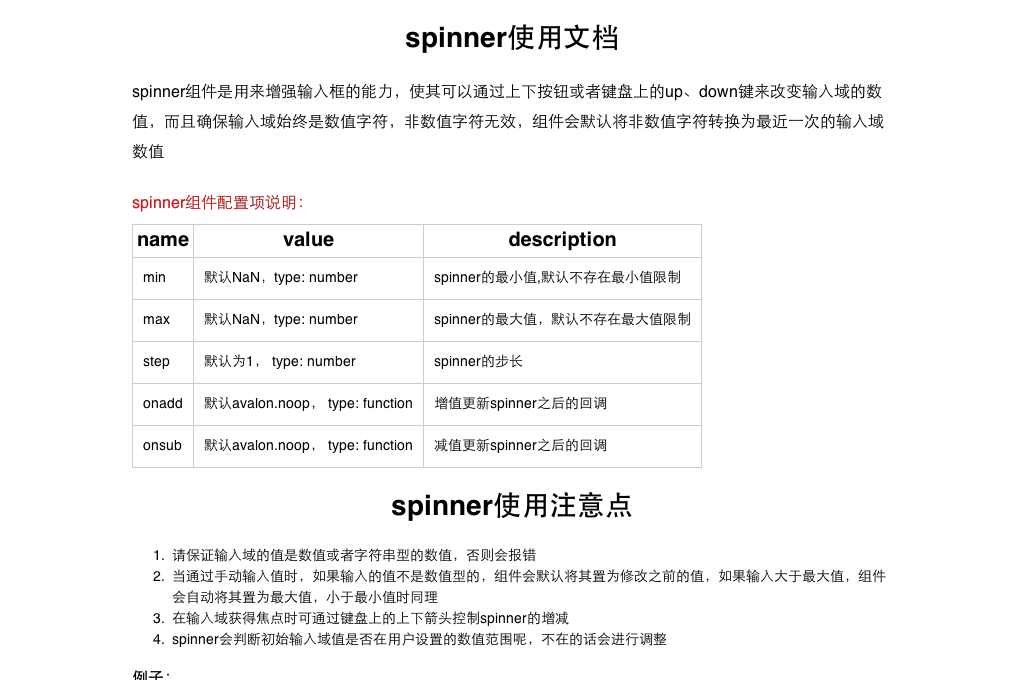 spinner使用文档
spinner组件是用来增强输入框的能力，使其可以通过上下按钮或者键盘上的up、down键来改变输入域的数
值，而且确保输入域始终是数值字符，非数值字符无效，组件会默认将非数值字符转换为最近一次的输入域
数值
spinner组件配置项说明：
name value description
min 默认NaN，type: number spinner的最小值,默认不存在最小值限制
max 默认NaN，type: number spinner的最大值，默认不存在最大值限制
step 默认为1， type: number spinner的步长
onadd 默认avalon.noop， type: function 增值更新spinner之后的回调
onsub 默认avalon.noop， type: function 减值更新spinner之后的回调
spinner使用注意点
1. 请保证输入域的值是数值或者字符串型的数值，否则会报错
2. 当通过手动输入值时，如果输入的值不是数值型的，组件会默认将其置为修改之前的值，如果输入大于最大值，组件
会自动将其置为最大值，小于最小值时同理
3. 在输入域获得焦点时可通过键盘上的上下箭头控制spinner的增减
4. spinner会判断初始输入域值是否在用户设置的数值范围呢，不在的话会进行调整
例子：